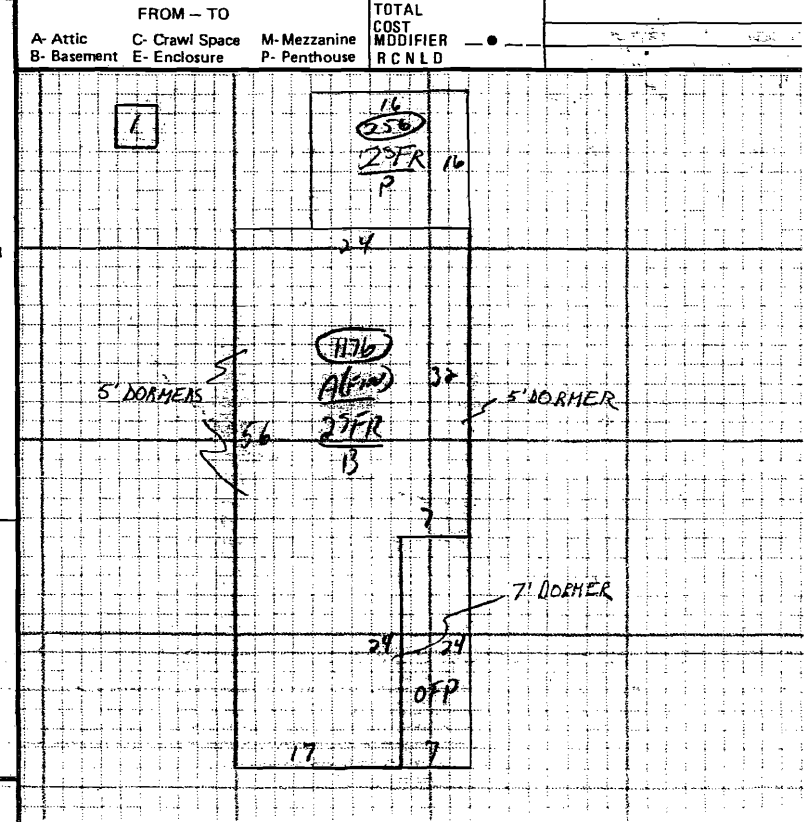 FROM – TO
A- Attic C- Crawl Space M- Mezzanine
B- Basement E- Enclosure P- Penthouse
TOTAL
COST
MODIFIER
RCNLD
1
16
256
2SFR
P
16
24
1176
A(FIN)
2SFR
B
32
5' DORMERS
56
5' DORMER
7
7' DORMER
24
24
OFP
17
7